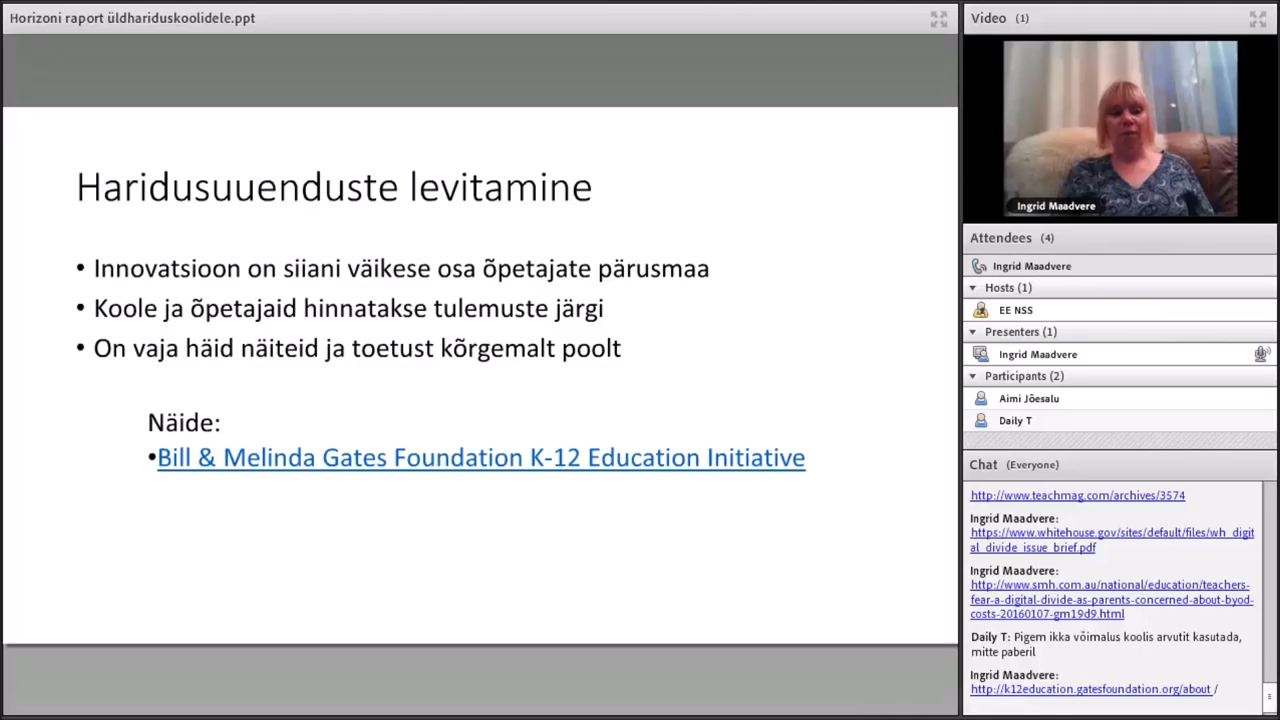 Horizoni raport üldhariduskoolidele.ppt
Haridusuuenduste levitamine
• Innovatsioon on siiani väikese osa õpetajate pärusmaa
• Koole ja õpetajaid hinnatakse tulemuste järgi
• On vaja häid näiteid ja toetust kõrgemalt poolt
Näide:
•Bill & Melinda Gates Foundation K-12 Education Initiative
Video (1)
Ingrid Maadvere
Attendees (4)
Ingrid Maadvere
Hosts (1)
EE NSS
Presenters (1)
Ingrid Maadvere
Participants (2)
Aimi Jõesalu
Daily T
Chat (Everyone)
http://www.teachmag.com/archives/3574
Ingrid Maadvere:
https://www.whitehouse.gov/sites/default/files/wh_digit
al_divide_issue_brief.pdf
Ingrid Maadvere:
http://www.smh.com.au/national/education/teachers-
fear-a-digital-divide-as-parents-concerned-about-byod-
costs-20160107-gm19d9.html
Daily T: Pigem ikka võimalus koolis arvutit kasutada,
mitte paberil
Ingrid Maadvere:
http://k12education.gatesfoundation.org/about /